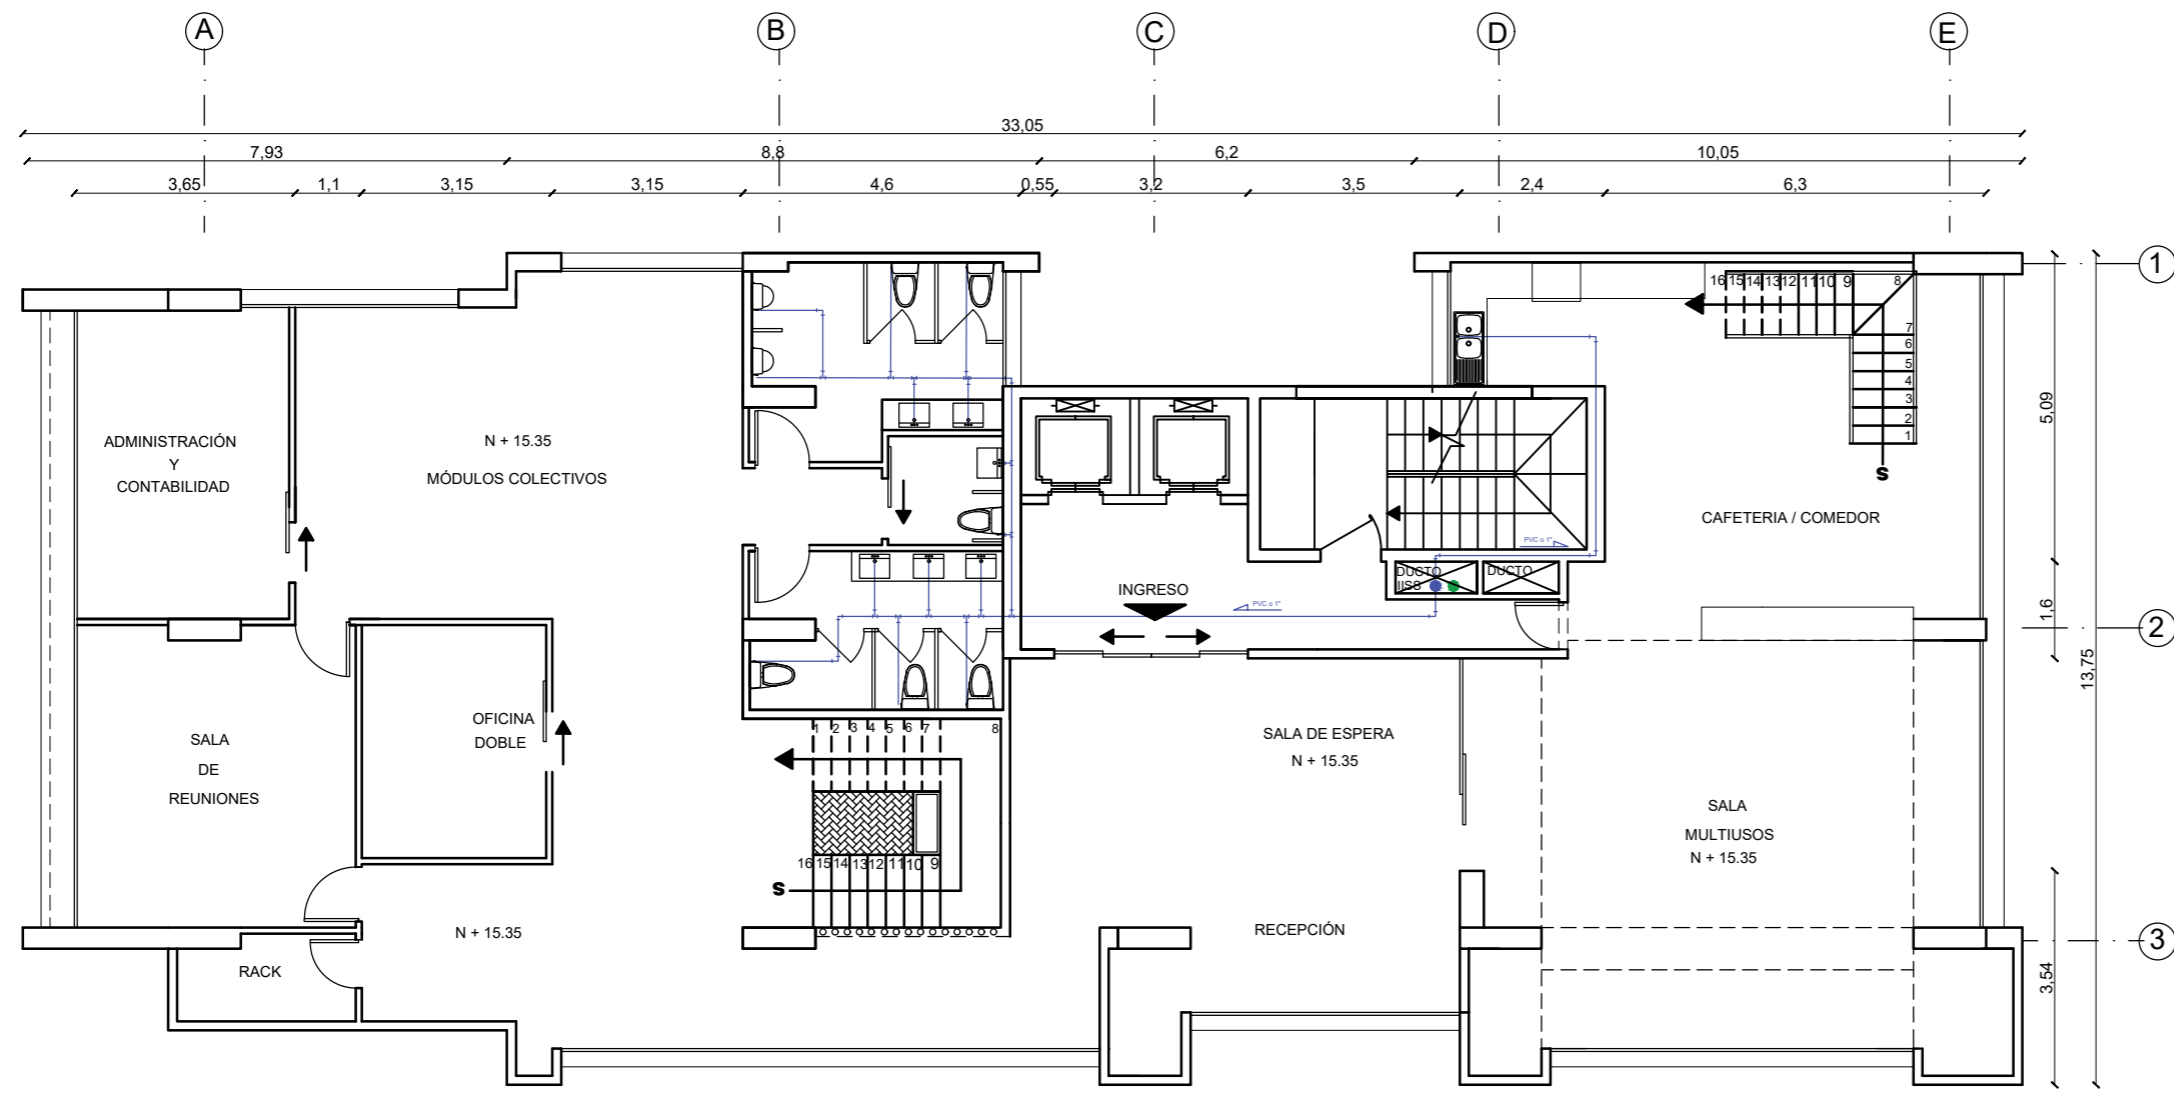 A
B
C
D
E
33,05
7,93
8,8
6,2
10,05
3,65
1,1
3,15
3,15
4,6
0,55
3,2
3,5
2,4
6,3
1
16
15
14
13
12
11
10
9
8
7
6
5
4
3
2
1
S
5,09
ADMINISTRACIÓN
Y
CONTABILIDAD
N + 15.35
MÓDULOS COLECTIVOS
CAFETERIA / COMEDOR
PVC o 1"
DUCTO
IISS
DUCTO
INGRESO
PVC o 1"
1,6
2
13,75
OFICINA
DOBLE
SALA
DE
REUNIONES
1
2
3
4
5
6
7
8
SALA DE ESPERA
N + 15.35
SALA
MULTIUSOS
N + 15.35
16
15
14
13
12
11
10
9
S
N + 15.35
RECEPCIÓN
3
RACK
3,54